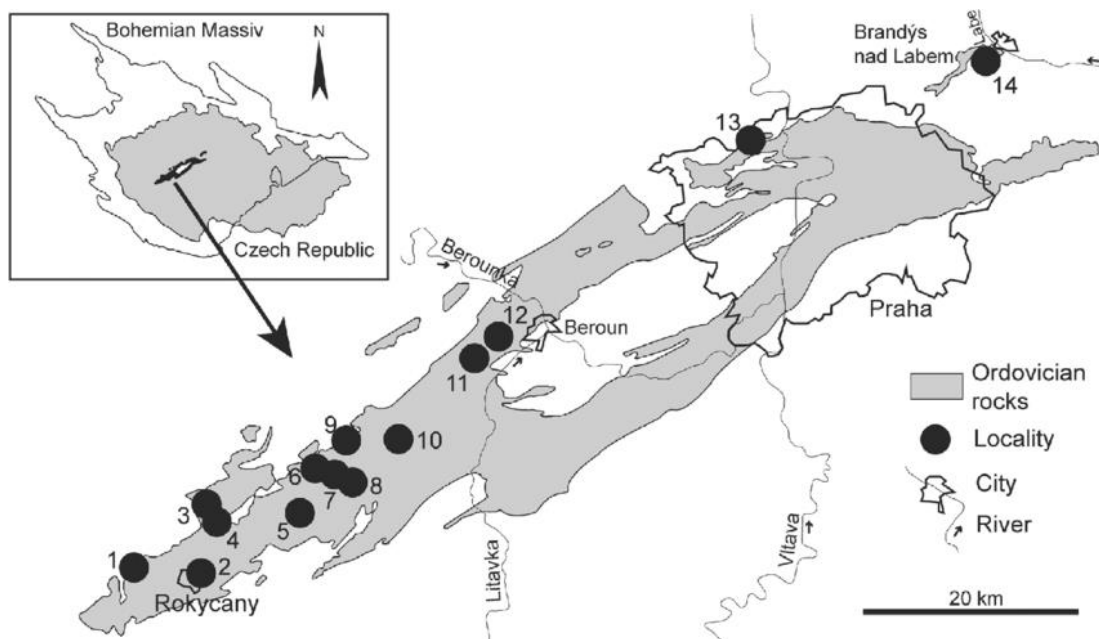 Bohemian Massiv
N
Czech Republic
Brandýs
nad Labem
Labe
14
13
Berounka
Praha
12
Beroun
11
Ordovician
rocks
Locality
City
River
9
10
6
7
8
3
4
5
1
2
Rokycany
Litavka
Vltava
20 km